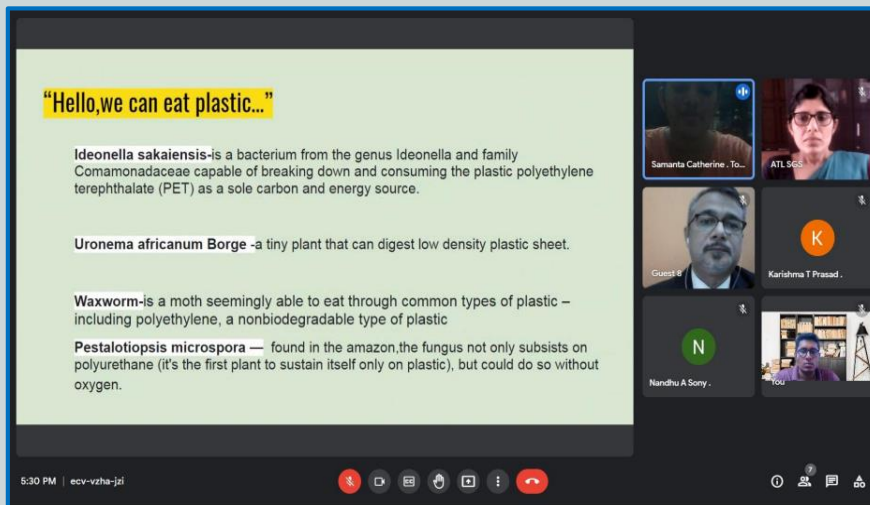 “Hello,we can eat plastic...”
Ideonella sakaiensis-is a bacterium from the genus Ideonella and family
Comamonadaceae capable of breaking down and consuming the plastic polyethylene
terephthalate (PET) as a sole carbon and energy source.
Uronema africanum Borge -a tiny plant that can digest low density plastic sheet.
Waxworm-is a moth seemingly able to eat through common types of plastic –
including polyethylene, a nonbiodegradable type of plastic
Pestalotiopsis microspora — found in the amazon,the fungus not only subsists on
polyurethane (it's the first plant to sustain itself only on plastic), but could do so without
oxygen.
Samanta Catherine . To...
ATL SGS
Guest 8
K
Karishma T Prasad .
N
Nandhu A Sony .
You
5:30 PM | ecv-vzha-jzi
7